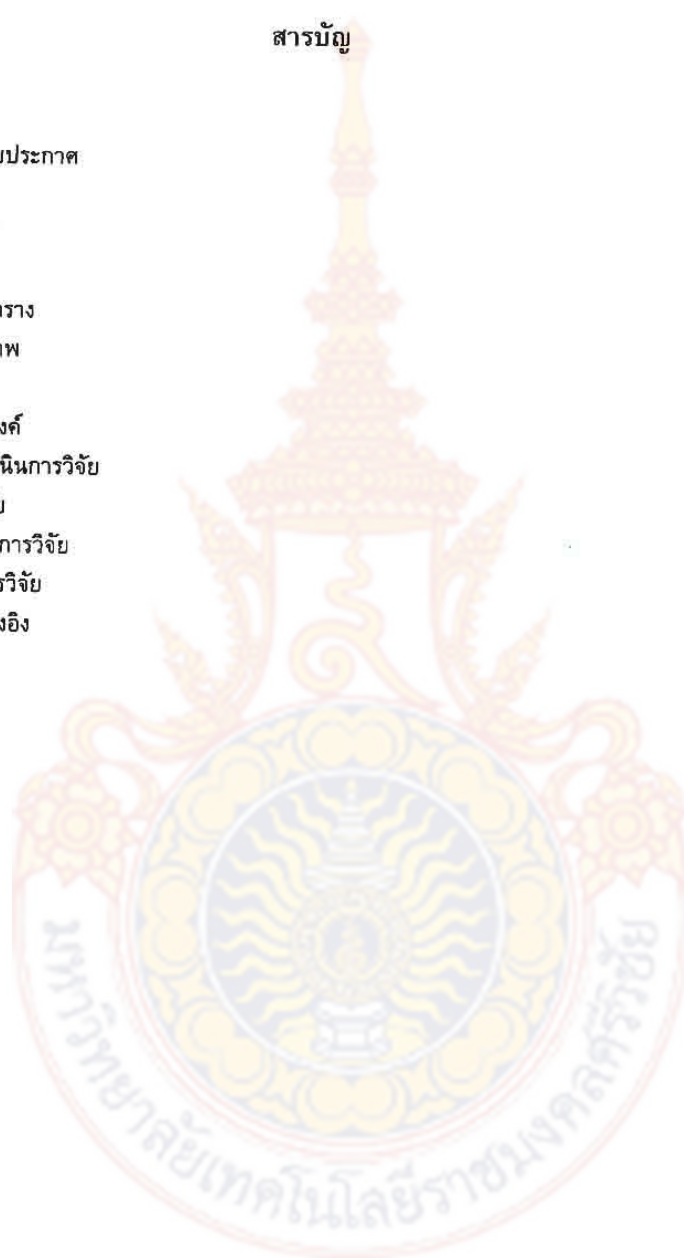 สารบัญ
ประกาศ
ราง
าพ
งค์
นินการวิจัย
ย
การวิจัย
รวิจัย
งอิง
มหาวิทยาลัยเทคโนโลยีราชมงคลศรีวิชัย